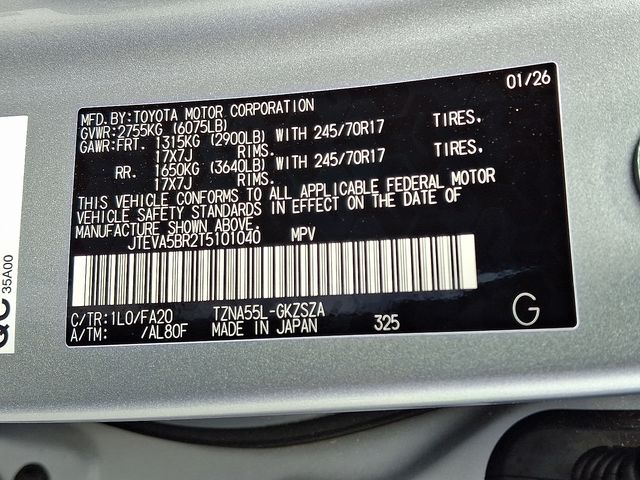 01/26
MFD.BY:TOYOTA MOTOR CORPORATION
GVWR:2755KG (6075LB)
GAWR:FRT. 1315KG (2900LB) WITH 245/70R17 TIRES,
17X7J RIMS.
RR. 1650KG (3640LB) WITH 245/70R17 TIRES,
17X7J RIMS.
THIS VEHICLE CONFORMS TO ALL APPLICABLE FEDERAL MOTOR
VEHICLE SAFETY STANDARDS IN EFFECT ON THE DATE OF
MANUFACTURE SHOWN ABOVE.
JTEVA5BR2T5101040 MPV
C/TR:1L0/FA20 TZNA55L-GKZSZA
A/TM: /AL80F MADE IN JAPAN 325
G
QC 35A00